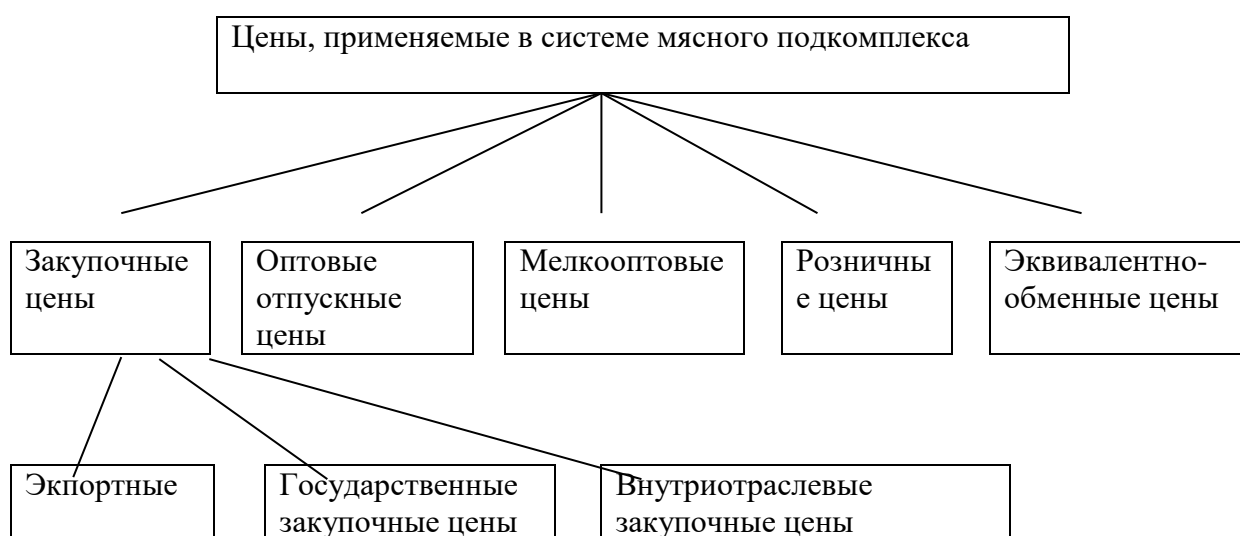 Цены, применяемые в системе мясного подкомплекса
Закупочные
цены
Оптовые
отпускные
цены
Мелкооптовые
цены
Розничны
е цены
Эквивалентно-
обменные цены
Экпортные
Государственные
закупочные цены
Внутриотраслевые
закупочные цены